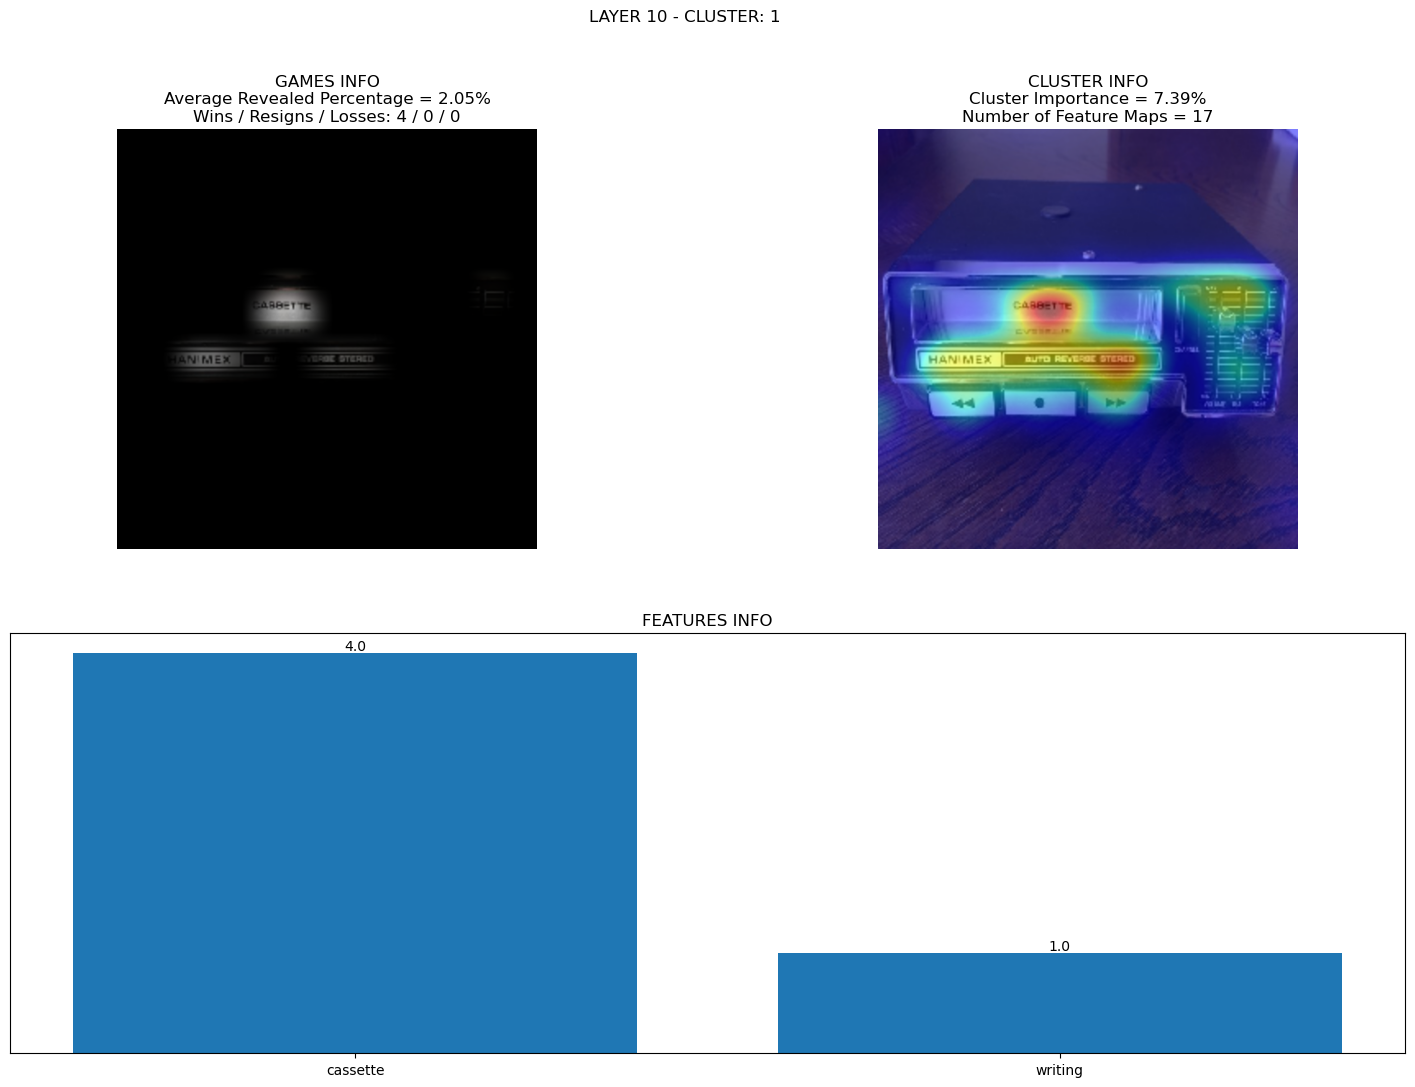 LAYER 10 - CLUSTER: 1
GAMES INFO
Average Revealed Percentage = 2.05%
Wins / Resigns / Losses: 4 / 0 / 0
CASSETTE
HANIMEX
REVERSE STEREO
CLUSTER INFO
Cluster Importance = 7.39%
Number of Feature Maps = 17
CASSETTE
HANIMEX AUTO REVERSE STEREO
FEATURES INFO
4.0
1.0
cassette
writing